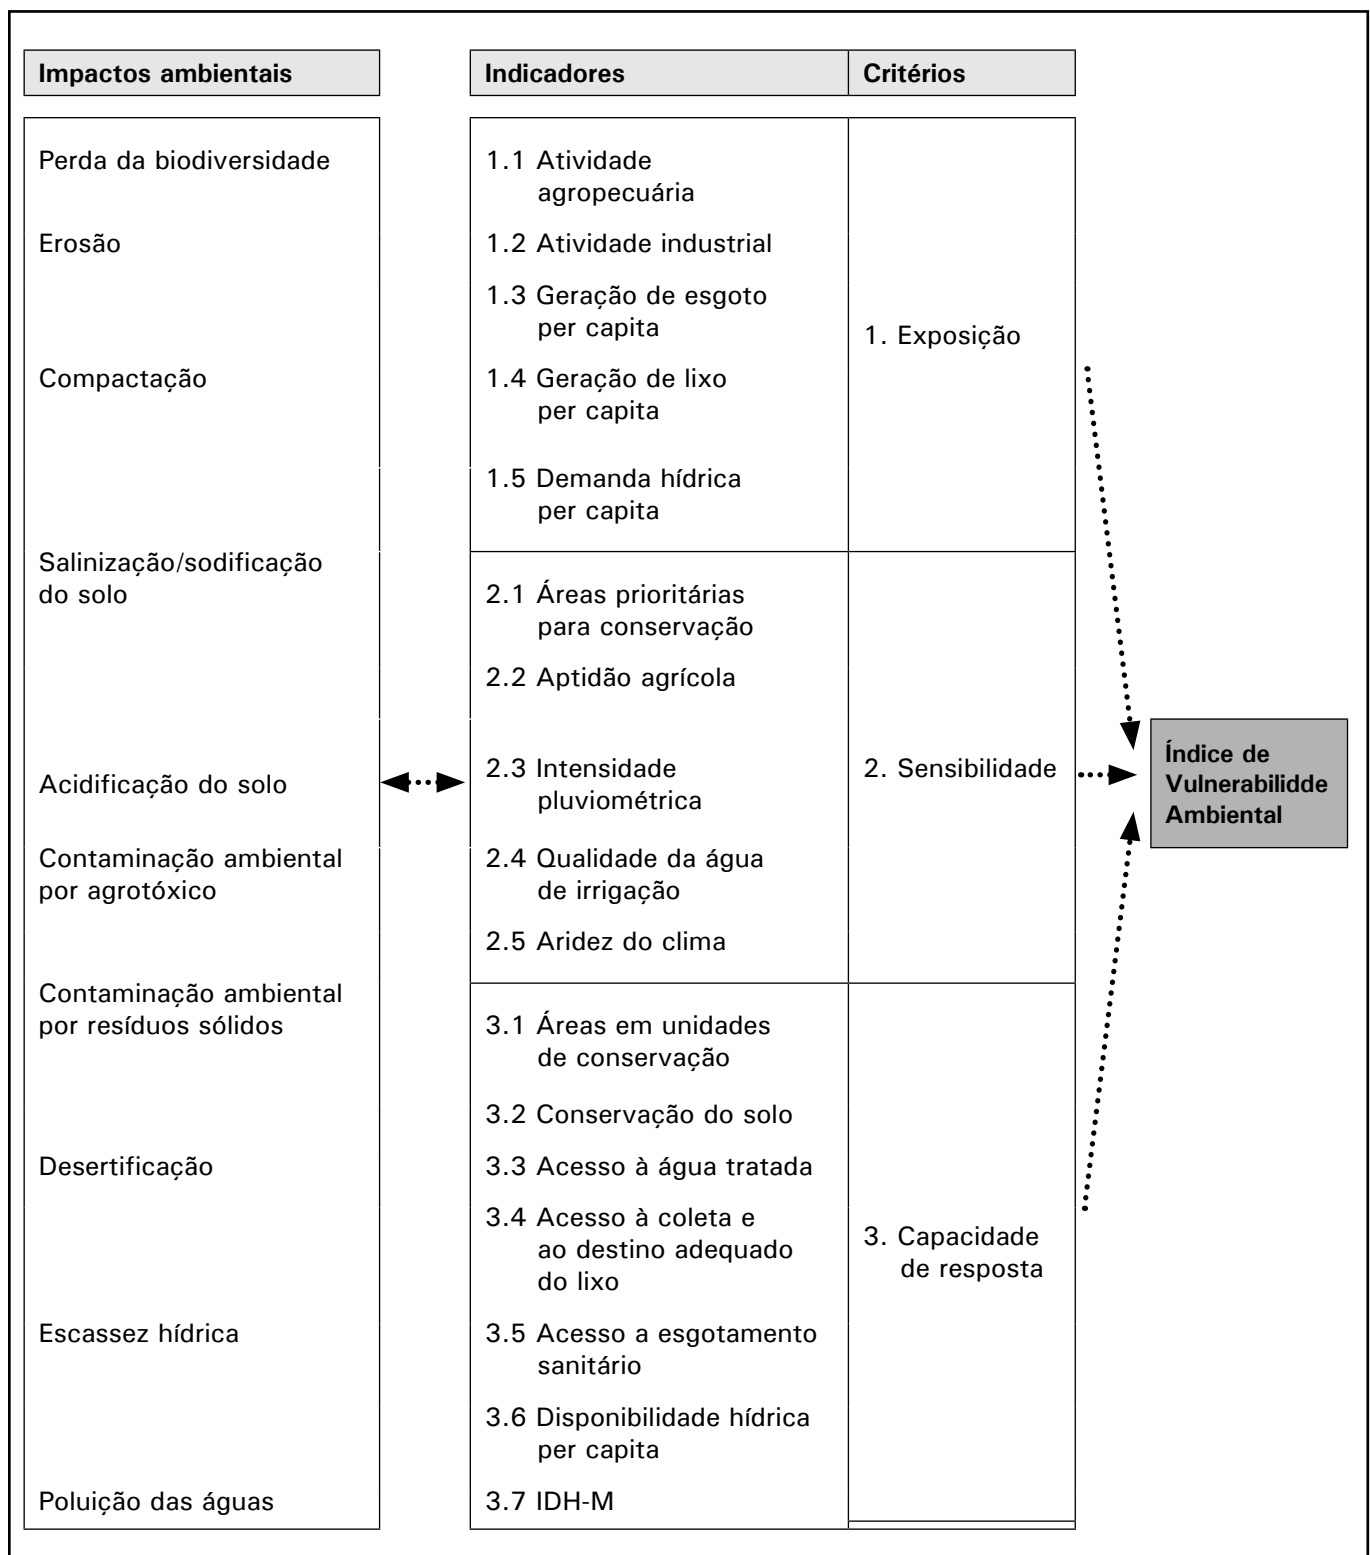 Impactos ambientais
Indicadores
Critérios
Perda da biodiversidade
Erosão
Compactação
Salinização/sodificação
do solo
Acidificação do solo
Contaminação ambiental
por agrotóxico
Contaminação ambiental
por resíduos sólidos
Desertificação
Escassez hídrica
Poluição das águas
1.1 Atividade
agropecuária
1.2 Atividade industrial
1.3 Geração de esgoto
per capita
1.4 Geração de lixo
per capita
1.5 Demanda hídrica
per capita
1. Exposição
2.1 Áreas prioritárias
para conservação
2.2 Aptidão agrícola
2.3 Intensidade
pluviométrica
2.4 Qualidade da água
de irrigação
2.5 Aridez do clima
2. Sensibilidade
3.1 Áreas em unidades
de conservação
3.2 Conservação do solo
3.3 Acesso à água tratada
3.4 Acesso à coleta e
ao destino adequado
do lixo
3.5 Acesso a esgotamento
sanitário
3.6 Disponibilidade hídrica
per capita
3.7 IDH-M
3. Capacidade
de resposta
Índice de
Vulnerabilidde
Ambiental